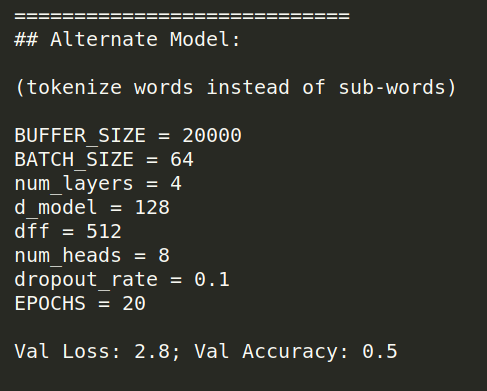 ============================
## Alternate Model:
(tokenize words instead of sub-words)
BUFFER_SIZE = 20000
BATCH_SIZE = 64
num_layers = 4
d_model = 128
dff = 512
num_heads = 8
dropout_rate = 0.1
EPOCHS = 20
Val Loss: 2.8; Val Accuracy: 0.5